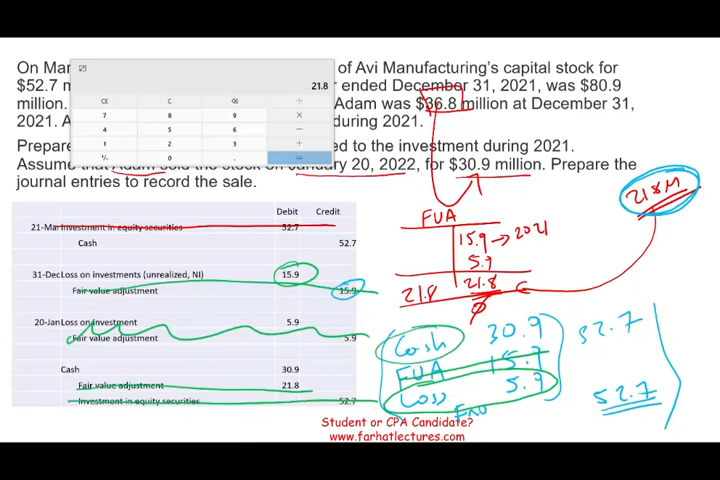 On Mar of Avi Manufacturing's capital stock for
$52.7 m r ended December 31, 2021, was $80.9
million. Adam was $36.8 million at December 31,
2021. A during 2021.
Prepare ed to the investment during 2021.
Assume that Adam sold the stock on January 20, 2022, for $30.9 million. Prepare the
journal entries to record the sale.
21.8
CE C ÷
7 8 9 ×
4 5 6 −
1 2 3 +
0 . =
Debit Credit
21-Mar Investment in equity securities 52.7
Cash 52.7
31-Dec Loss on investments (unrealized, NI) 15.9
Fair value adjustment 15.9
20-Jan Loss on investment 5.9
Fair value adjustment 5.9
Cash 30.9
Fair value adjustment 21.8
Investment in equity securities 52.7
FUA
15.9 → 2021
5.9
21.8 21.8
21.8M
Cash 30.9
FUA 15.9
Loss 5.9
52.7
52.7
Student or CPA Candidate?
www.farhatlectures.com